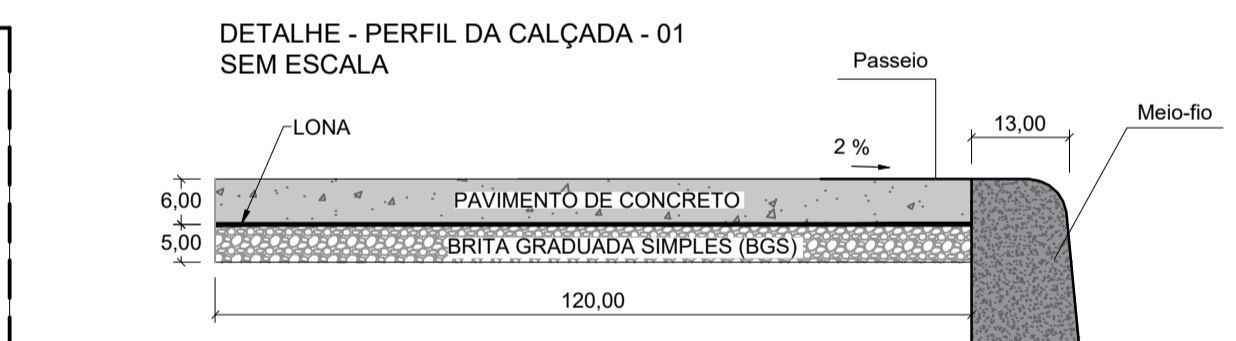 DETALHE - PERFIL DA CALÇADA - 01
SEM ESCALA
Passeio
LONA
13,00
Meio-fio
2 %
6,00
PAVIMENTO DE CONCRETO
5,00
BRITA GRADUADA SIMPLES (BGS)
120,00